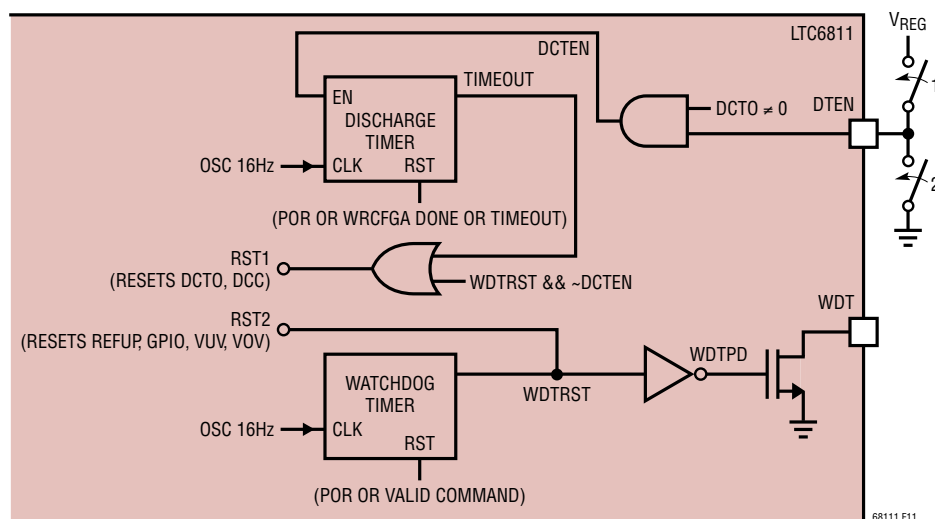 LTC6811
VREG
DCTEN
TIMEOUT
EN
DISCHARGE
TIMER
OSC 16Hz
CLK
RST
DCTO ≠ 0
DTEN
1
2
(POR OR WRCFGA DONE OR TIMEOUT)
RST1
(RESETS DCTO, DCC)
WDTRST && ~DCTEN
RST2
(RESETS REFUP, GPIO, VUV, VOV)
WDT
WATCHDOG
TIMER
WDTRST
WDTPD
OSC 16Hz
CLK
RST
(POR OR VALID COMMAND)
68111 F11